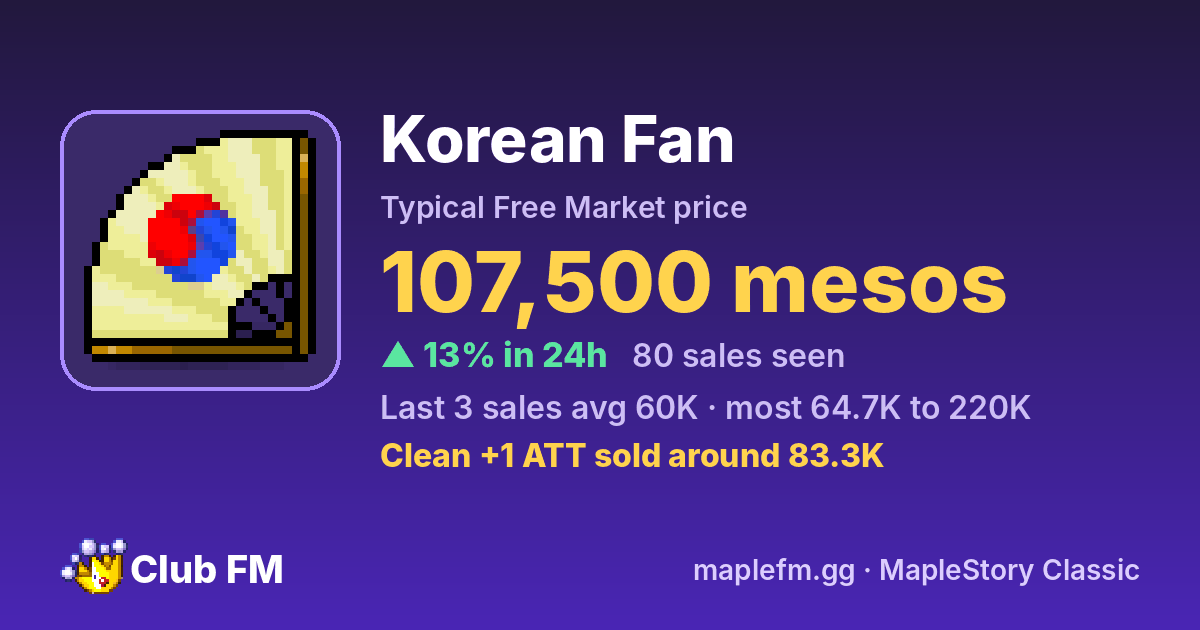 Korean Fan
Typical Free Market price
107,500 mesos
▲ 13% in 24h 80 sales seen
Last 3 sales avg 60K · most 64.7K to 220K
Clean +1 ATT sold around 83.3K
Club FM
maplefm.gg · MapleStory Classic